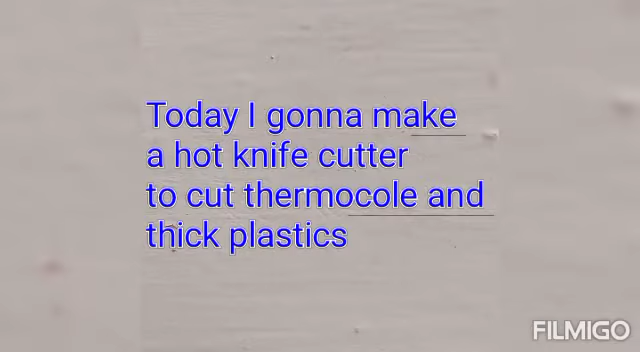 Today I gonna make
a hot knife cutter
to cut thermocole and
thick plastics
FILMIGO